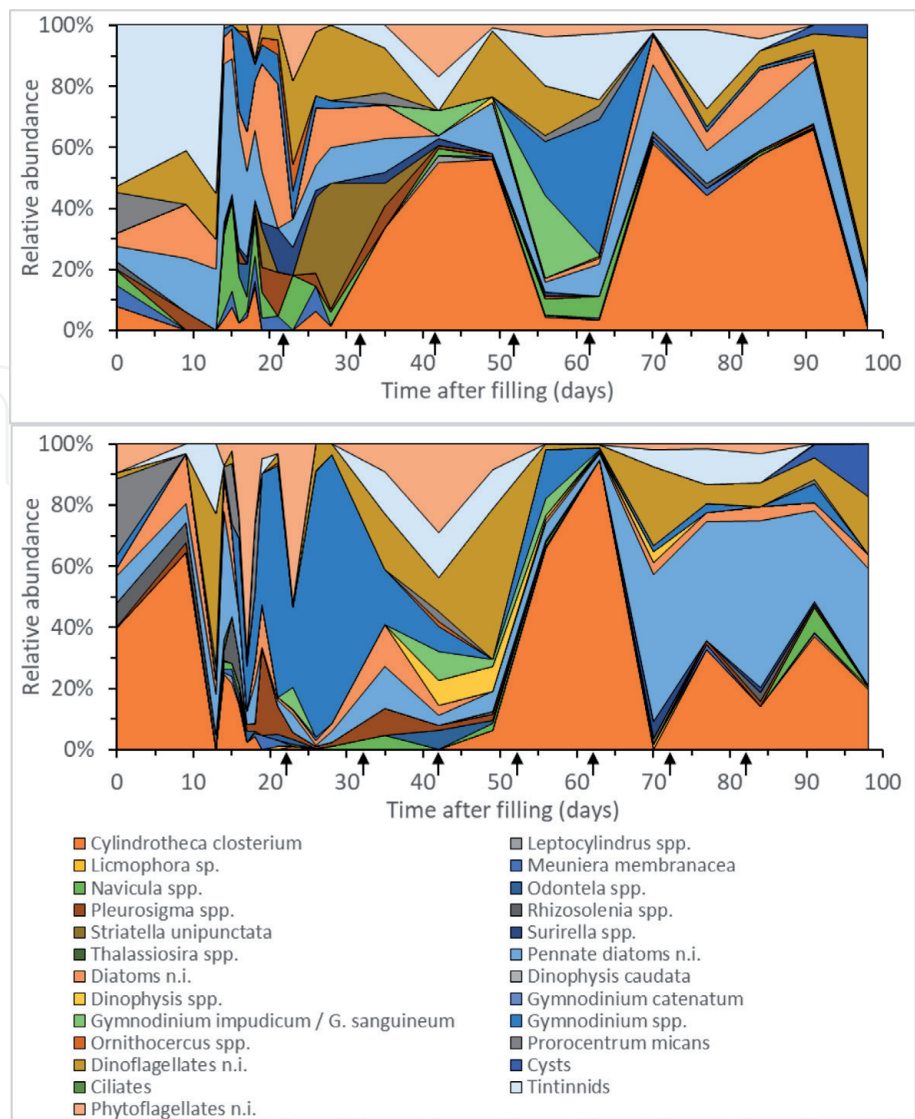 100%
80%
60%
40%
20%
0%
Relative abundance
0 10 20 30 40 50 60 70 80 90 100
Time after filling (days)
100%
80%
60%
40%
20%
0%
Relative abundance
0 10 20 30 40 50 60 70 80 90 100
Time after filling (days)
Cylindrotheca closterium
Licmophora sp.
Navicula spp.
Pleurosigma spp.
Striatella unipunctata
Thalassiosira spp.
Diatoms n.i.
Dinophysis spp.
Gymnodinium impudicum / G. sanguineum
Ornithocercus spp.
Dinoflagellates n.i.
Ciliates
Phytoflagellates n.i.
Leptocylindrus spp.
Meuniera membranacea
Odontela spp.
Rhizosolenia spp.
Surirella spp.
Pennate diatoms n.i.
Dinophysis caudata
Gymnodinium catenatum
Gymnodinium spp.
Prorocentrum micans
Cysts
Tintinnids